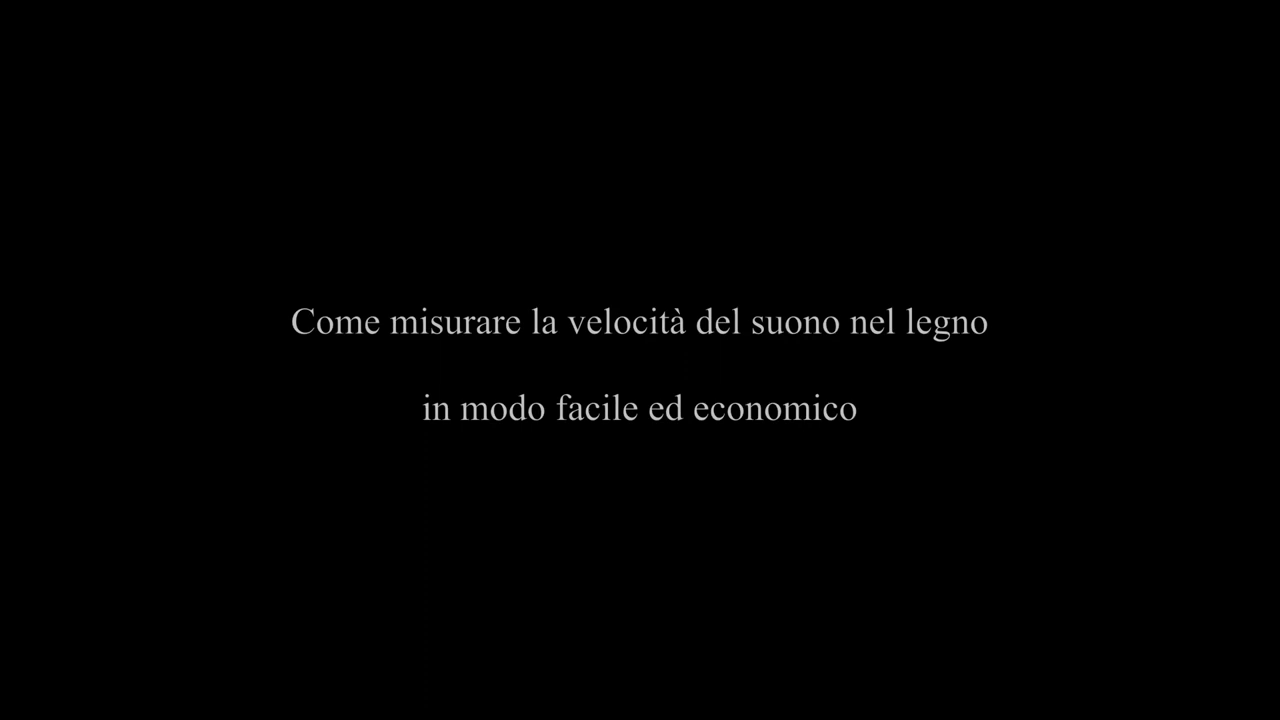 Come misurare la velocità del suono nel legno
in modo facile ed economico